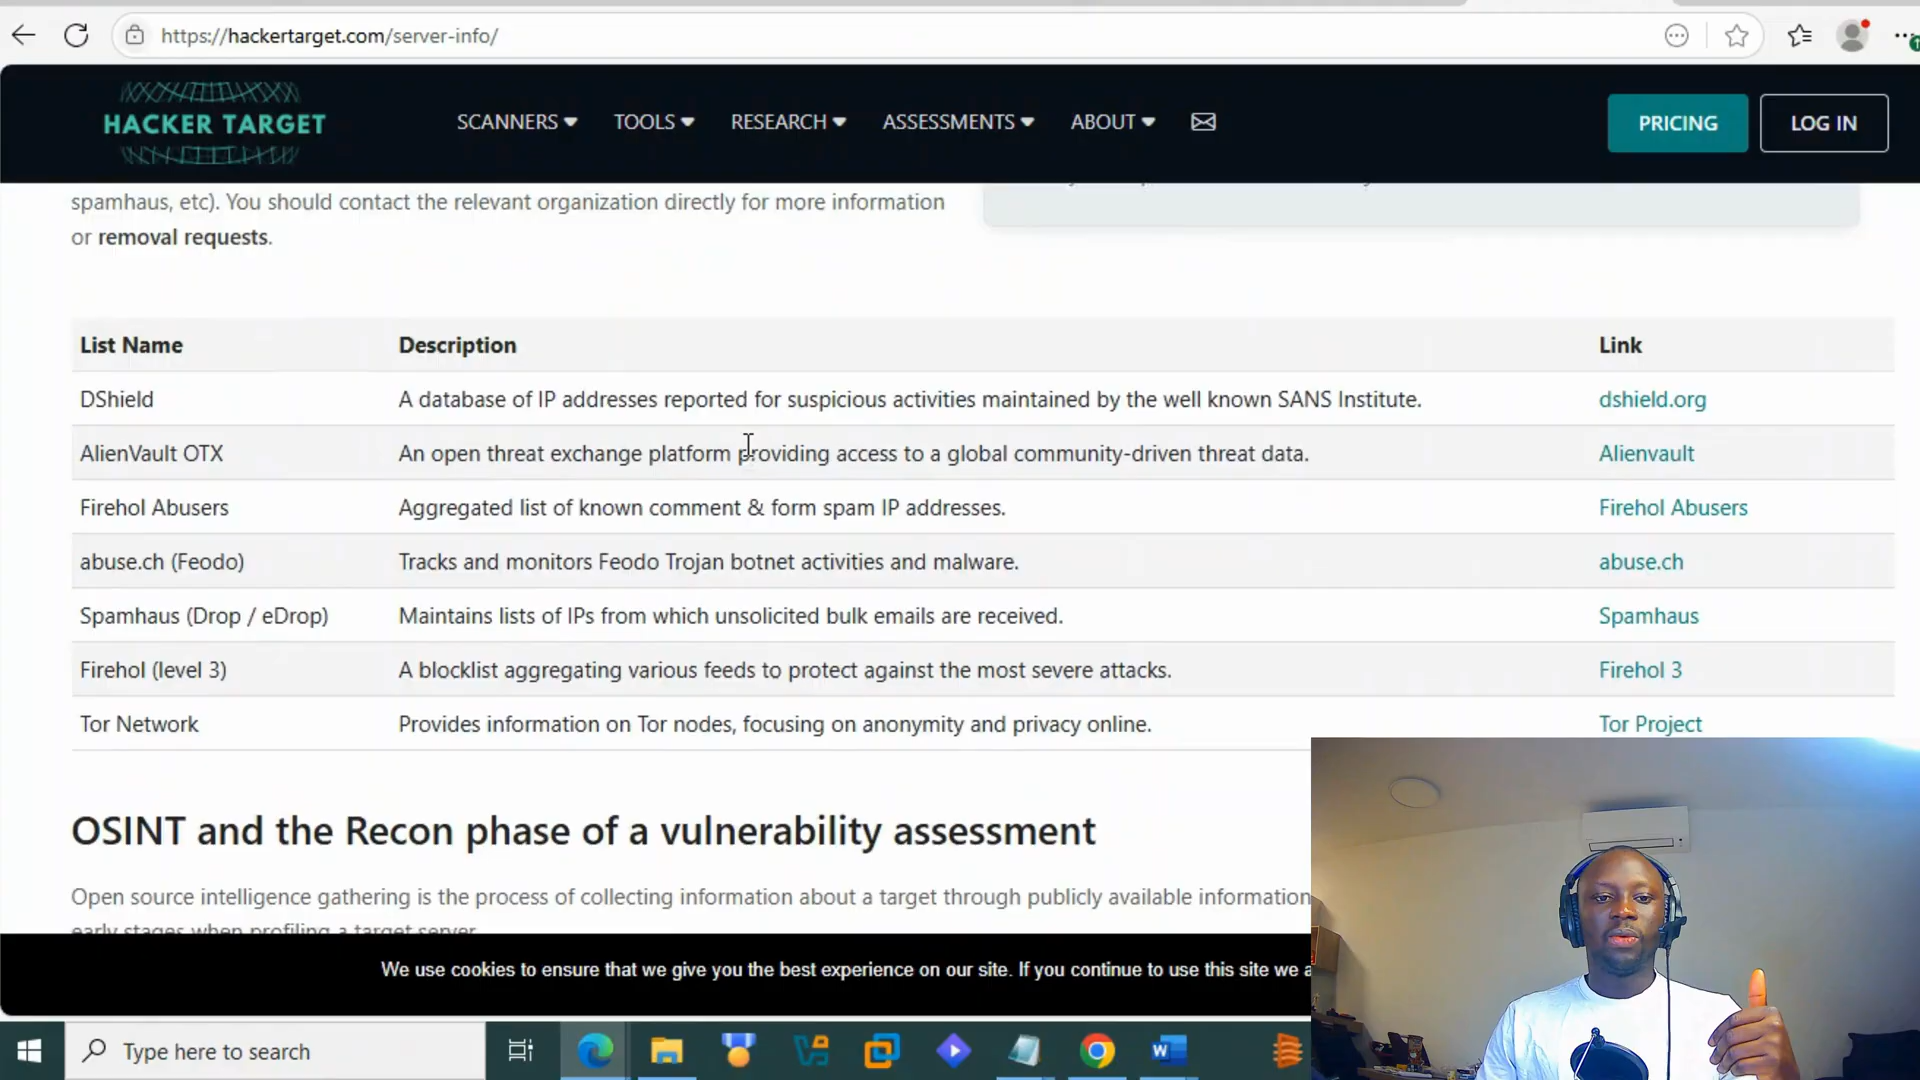 https://hackertarget.com/server-info/
HACKER TARGET
SCANNERS TOOLS RESEARCH ASSESSMENTS ABOUT
PRICING LOG IN
spamhaus, etc). You should contact the relevant organization directly for more information
or removal requests.
List Name Description Link
DShield A database of IP addresses reported for suspicious activities maintained by the well known SANS Institute. dshield.org
AlienVault OTX An open threat exchange platform providing access to a global community-driven threat data. Alienvault
Firehol Abusers Aggregated list of known comment & form spam IP addresses. Firehol Abusers
abuse.ch (Feodo) Tracks and monitors Feodo Trojan botnet activities and malware. abuse.ch
Spamhaus (Drop / eDrop) Maintains lists of IPs from which unsolicited bulk emails are received. Spamhaus
Firehol (level 3) A blocklist aggregating various feeds to protect against the most severe attacks. Firehol 3
Tor Network Provides information on Tor nodes, focusing on anonymity and privacy online. Tor Project
OSINT and the Recon phase of a vulnerability assessment
Open source intelligence gathering is the process of collecting information about a target through publicly available information
early stages when profiling a target server
We use cookies to ensure that we give you the best experience on our site. If you continue to use this site we a
Type here to search